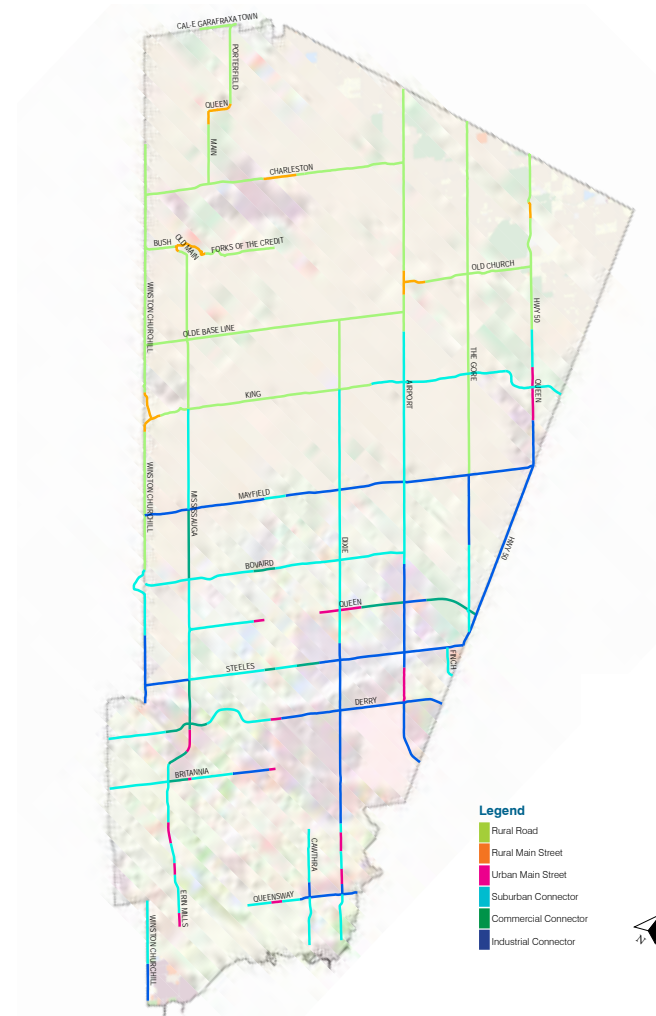 CAL-E GARAFRAXA TOWN
PORTERFIELD
QUEEN
MAIN
CHARLESTON
BUSH
OLD MAIN
FORKS OF THE CREDIT
OLD CHURCH
WINSTON CHURCHILL
HWY 50
OLDE BASE LINE
THE GORE
KING
AIRPORT
QUEEN
WINSTON CHURCHILL
MISSISSAUGA
MAYFIELD
DIXIE
HWY 50
BOVAIRD
QUEEN
STEELES
FINCH
DERRY
BRITANNIA
CAWTHRA
QUEENSWAY
ERIN MILLS
WINSTON CHURCHILL
Legend
Rural Road
Rural Main Street
Urban Main Street
Suburban Connector
Commercial Connector
Industrial Connector
N